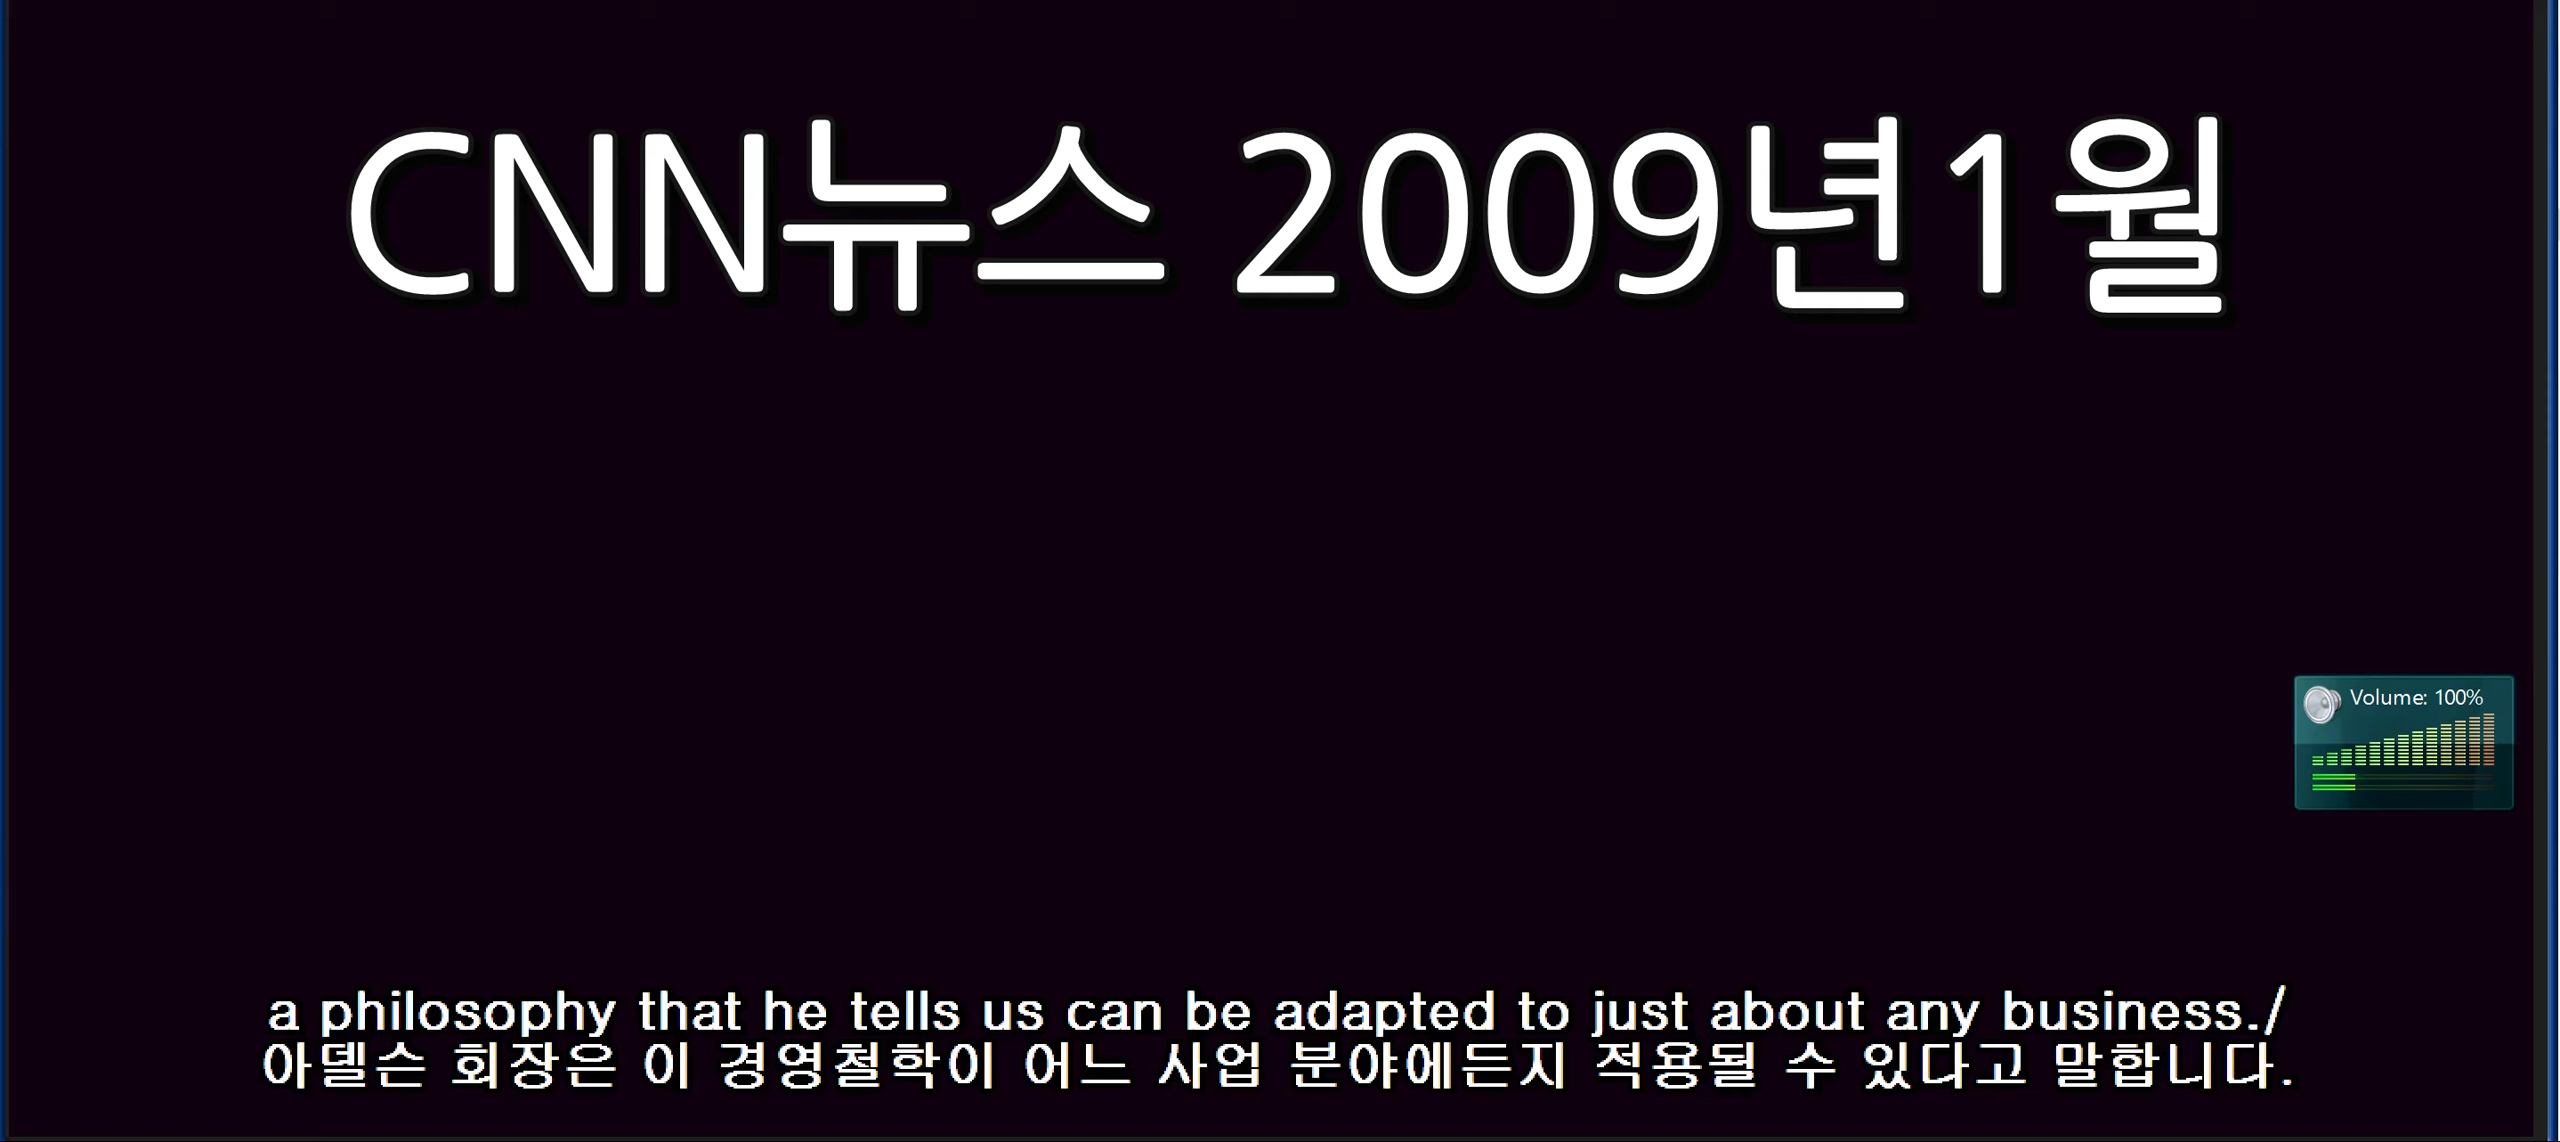 CNN뉴스 2009년1월
Volume: 100%
a philosophy that he tells us can be adapted to just about any business./
아델슨 회장은 이 경영철학이 어느 사업 분야에든지 적용될 수 있다고 말합니다.